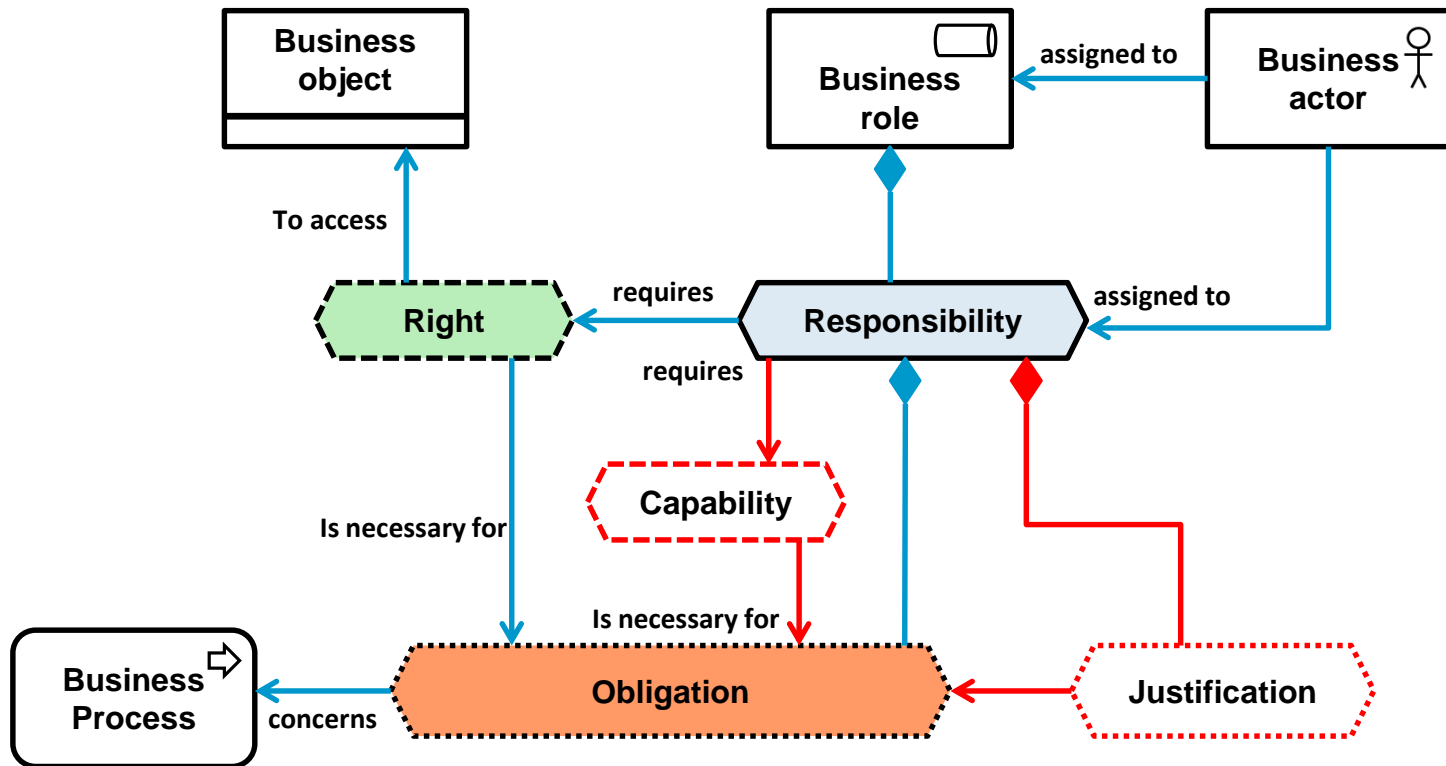 Business
object
Business
role
assigned to
Business
actor
To access
Right
requires
Responsibility
assigned to
requires
Capability
Is necessary for
Is necessary for
Business
Process
concerns
Obligation
Justification